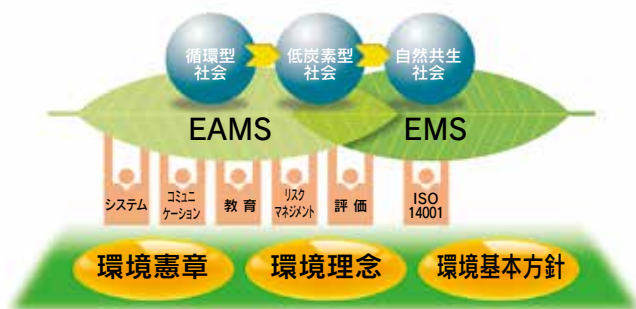 循環型
社会
低炭素型
社会
自然共生
社会
EAMS
EMS
システム
コミュニ
ケーション
教育
リスク
マネジメント
評価
ISO
14001
環境憲章
環境理念
環境基本方針